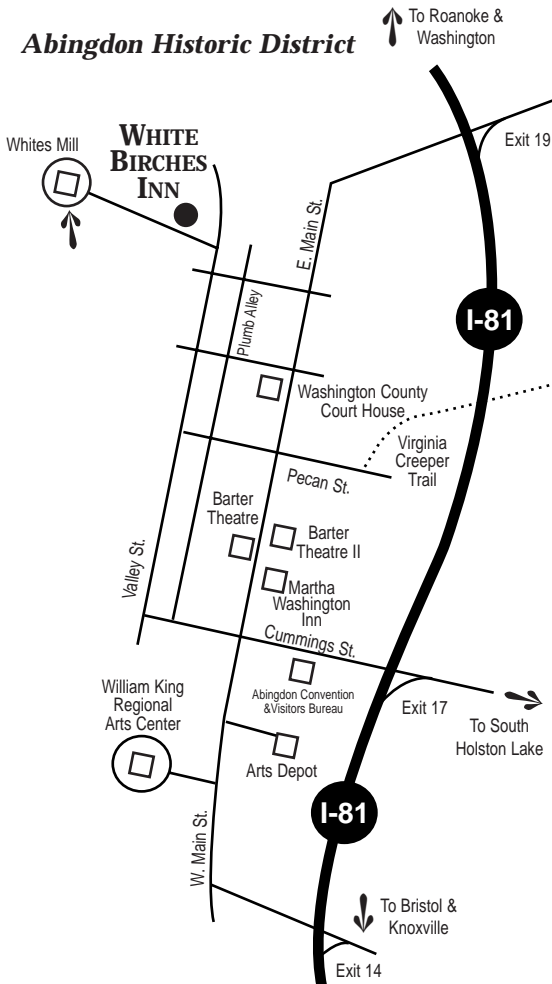 Abingdon Historic District
To Roanoke &
Washington
Exit 19
Whites Mill
WHITE
BIRCHES
INN
E. Main St.
Plumb Alley
I-81
Washington County
Court House
Virginia
Creeper
Trail
Pecan St.
Barter
Theatre
Barter
Theatre II
Valley St.
Martha
Washington
Inn
Cummings St.
Abingdon Convention
&Visitors Bureau
William King
Regional
Arts Center
Exit 17
To South
Holston Lake
Arts Depot
I-81
W. Main St.
To Bristol &
Knoxville
Exit 14